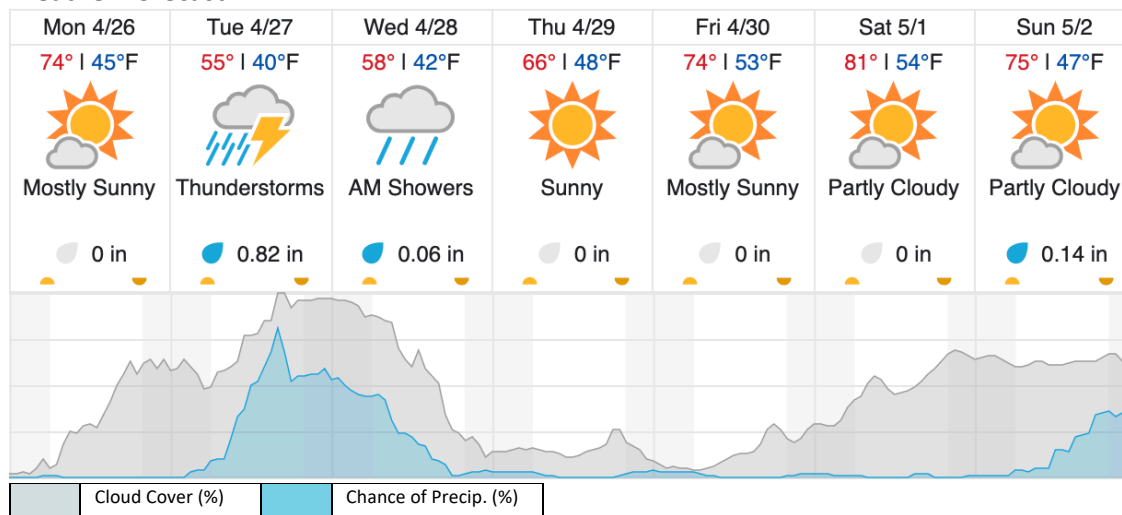 Mon 4/26 Tue 4/27 Wed 4/28 Thu 4/29 Fri 4/30 Sat 5/1 Sun 5/2
74° | 45°F 55° | 40°F 58° | 42°F 66° | 48°F 74° | 53°F 81° | 54°F 75° | 47°F
Mostly Sunny Thunderstorms AM Showers Sunny Mostly Sunny Partly Cloudy Partly Cloudy
0 in 0.82 in 0.06 in 0 in 0 in 0 in 0.14 in
Cloud Cover (%) Chance of Precip. (%)